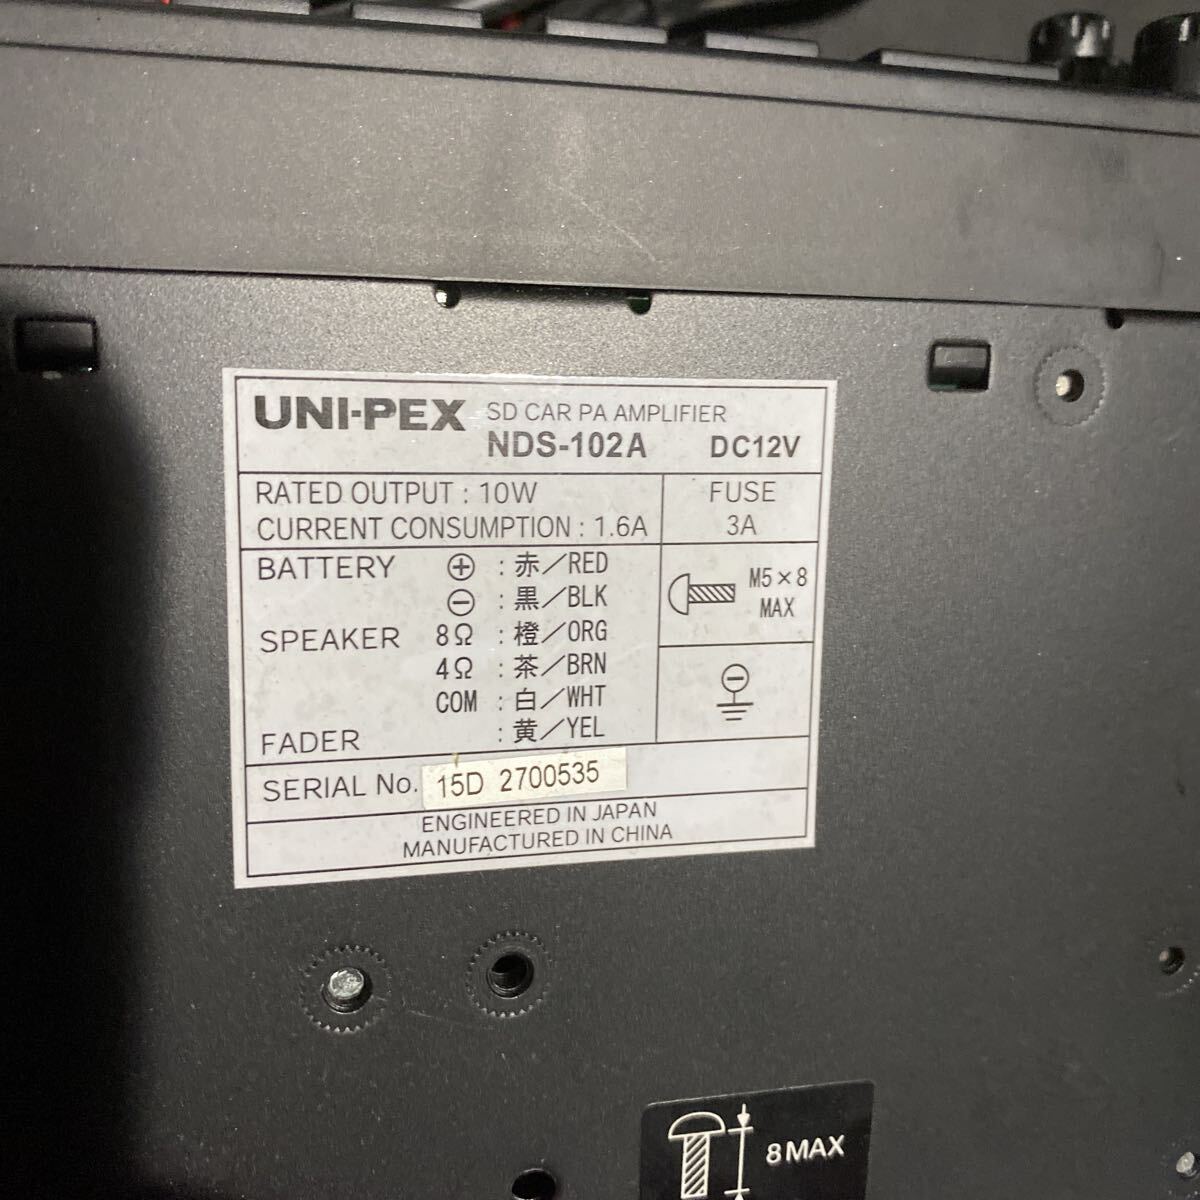 UNI-PEX SD CAR PA AMPLIFIER
NDS-102A DC12V
RATED OUTPUT : 10W
CURRENT CONSUMPTION : 1.6A
FUSE
3A
BATTERY ⊕ : 赤/RED
⊖ : 黒/BLK
SPEAKER 8Ω : 橙/ORG
4Ω : 茶/BRN
COM : 白/WHT
FADER : 黄/YEL
M5×8
MAX
⊖
SERIAL No. 15D 2700535
ENGINEERED IN JAPAN
MANUFACTURED IN CHINA
8MAX